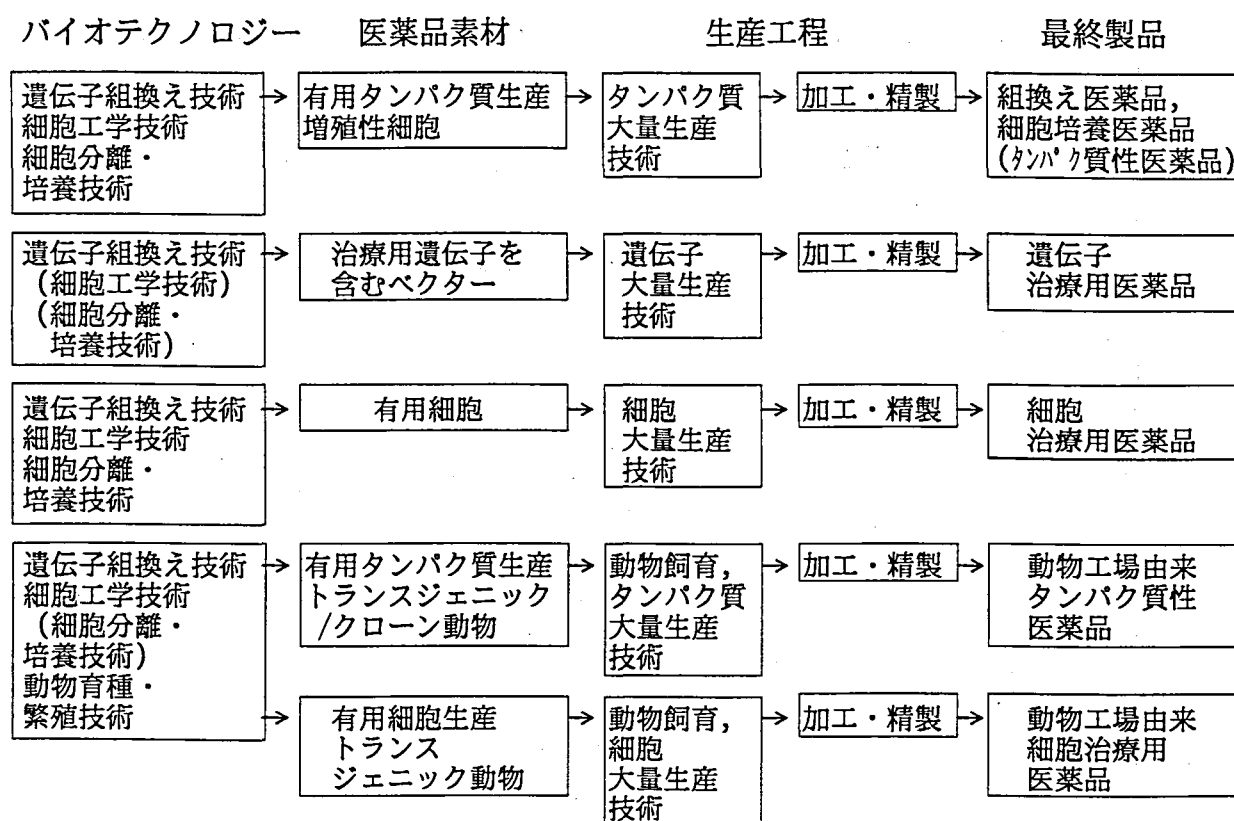 バイオテクノロジー 医薬品素材 生産工程 最終製品
遺伝子組換え技術
細胞工学技術
細胞分離・
培養技術
→
有用タンパク質生産
増殖性細胞
→
タンパク質
大量生産
技術
→
加工・精製
→
組換え医薬品,
細胞培養医薬品
(タンパク質性医薬品)
遺伝子組換え技術
(細胞工学技術)
(細胞分離・
培養技術)
→
治療用遺伝子を
含むベクター
→
遺伝子
大量生産
技術
→
加工・精製
→
遺伝子
治療用医薬品
遺伝子組換え技術
細胞工学技術
細胞分離・
培養技術
→
有用細胞
→
細胞
大量生産
技術
→
加工・精製
→
細胞
治療用医薬品
遺伝子組換え技術
細胞工学技術
(細胞分離・
培養技術)
動物育種・
繁殖技術
→
有用タンパク質生産
トランスジェニック
/クローン動物
→
動物飼育,
タンパク質
大量生産
技術
→
加工・精製
→
動物工場由来
タンパク質性
医薬品
→
有用細胞生産
トランス
ジェニック動物
→
動物飼育,
細胞
大量生産
技術
→
加工・精製
→
動物工場由来
細胞治療用
医薬品